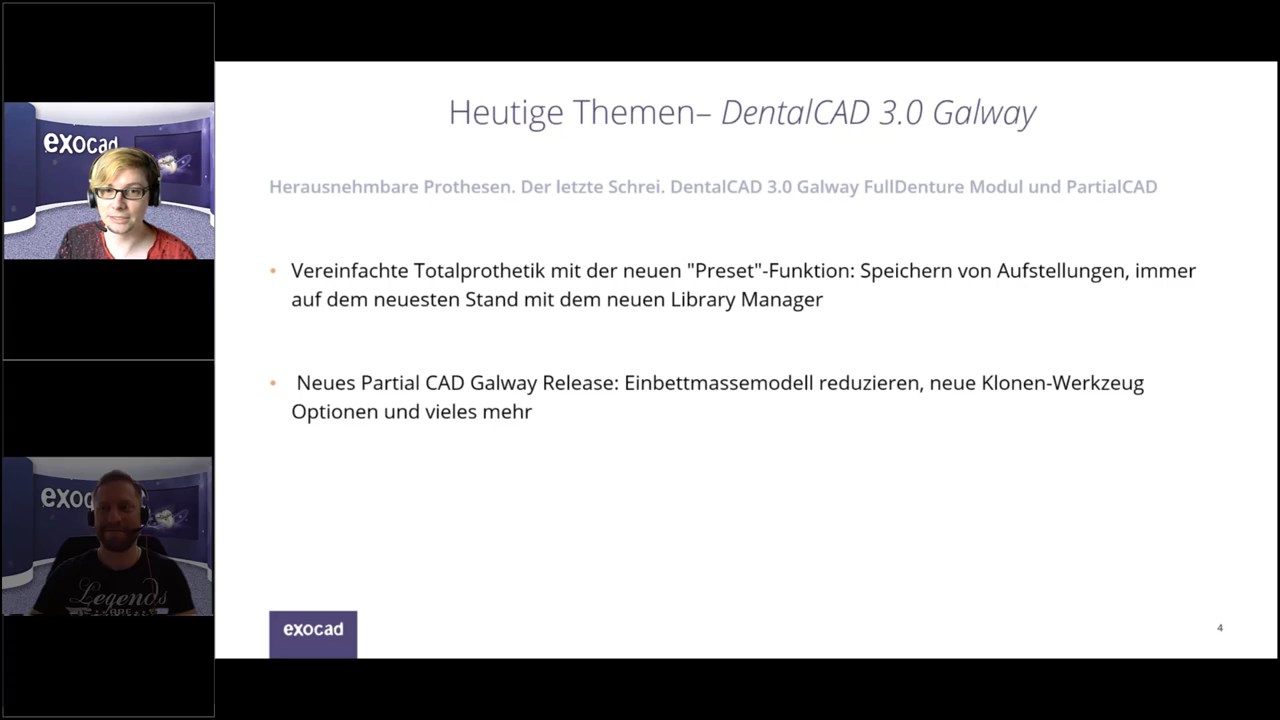 exocad
Legends
Heutige Themen– DentalCAD 3.0 Galway
Herausnehmbare Prothesen. Der letzte Schrei. DentalCAD 3.0 Galway FullDenture Modul und PartialCAD
• Vereinfachte Totalprothetik mit der neuen "Preset"-Funktion: Speichern von Aufstellungen, immer
auf dem neuesten Stand mit dem neuen Library Manager
• Neues Partial CAD Galway Release: Einbettmassemodell reduzieren, neue Klonen-Werkzeug
Optionen und vieles mehr
exocad
4